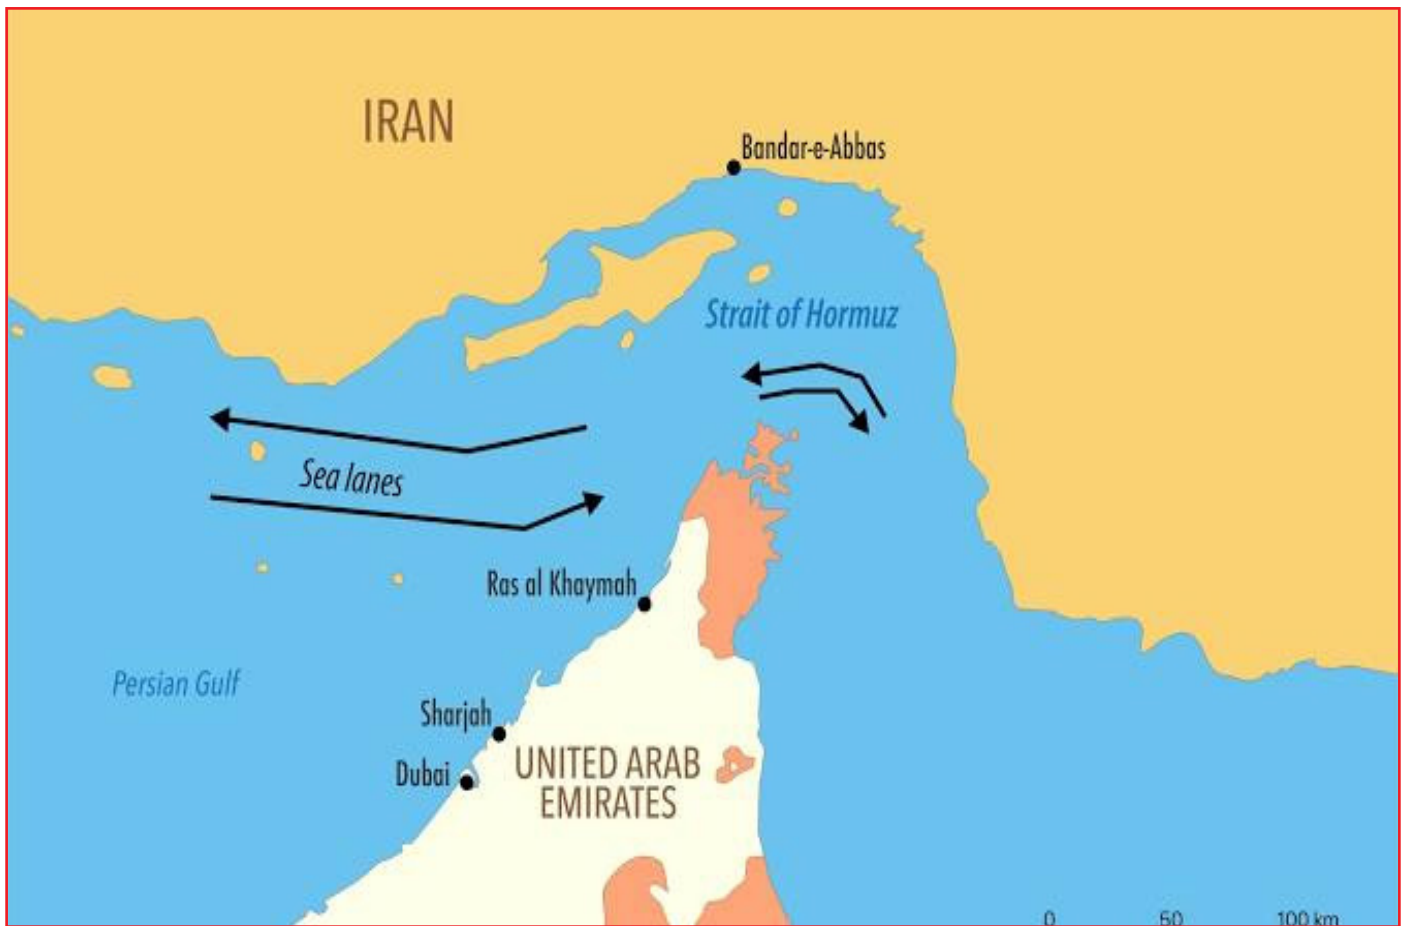 IRAN
Bandar-e-Abbas
Strait of Hormuz
Sea lanes
Ras al Khaymah
Persian Gulf
Sharjah
Dubai
UNITED ARAB
EMIRATES
0 50 100 km